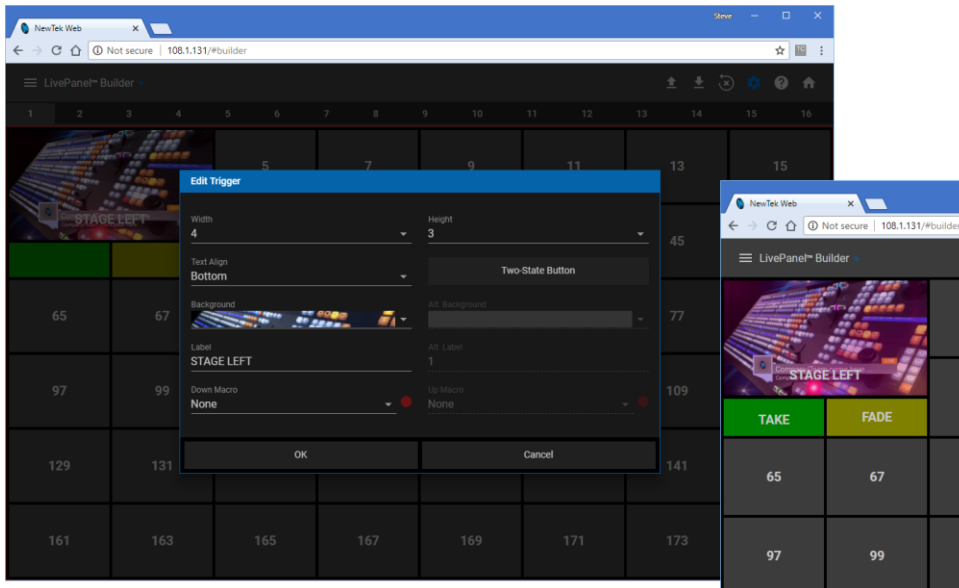 Steve
NewTek Web
Not secure | 108.1.131/#builder
LivePanel™ Builder
1 2 3 4 5 6 7 8 9 10 11 12 13 14 15 16
5 7 9 11 13 15
STAGE LEFT
45
65 67 77
97 99 109
129 131 141
161 163 165 167 169 171 173
Edit Trigger
Width Height
4 3
Text Align
Bottom Two-State Button
Background Alt. Background
Label Alt. Label
STAGE LEFT 1
Down Macro Up Macro
None None
OK Cancel
NewTek Web
Not secure | 108.1.131/#builder
LivePanel™ Builder
LIVE
STAGE LEFT
TAKE FADE
65 67
97 99